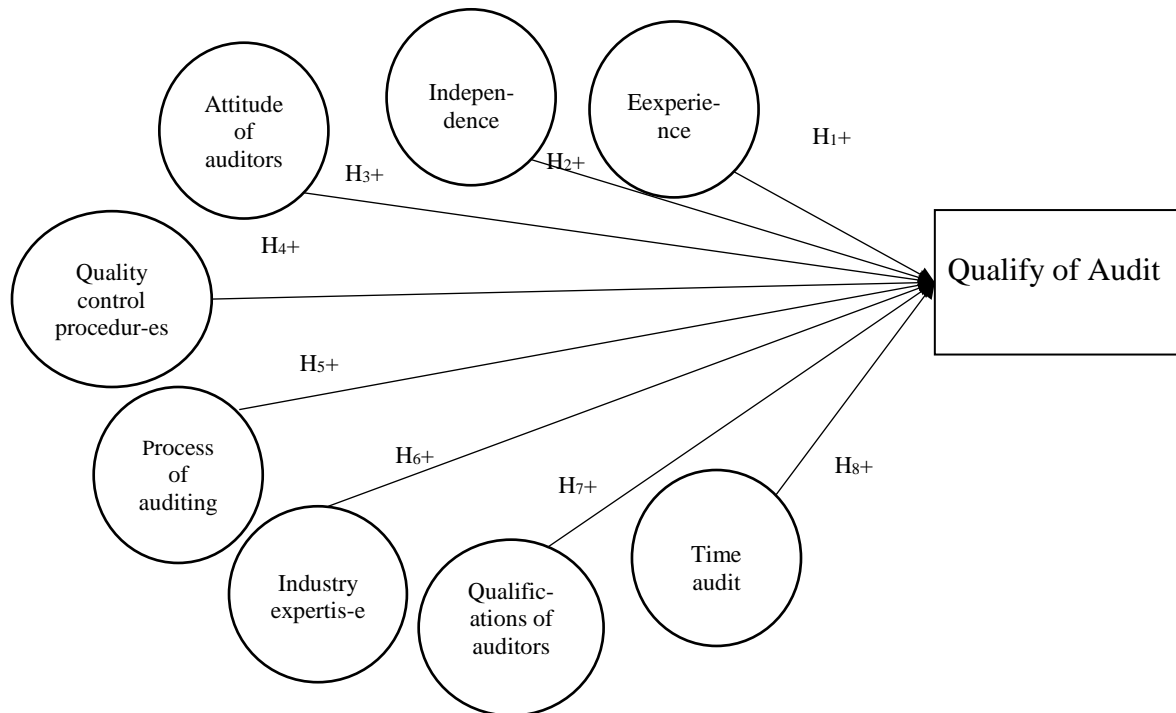 Attitude
of
auditors
Indepen-
dence
Eexperie-
nce
H1+
H2+
H3+
H4+
Quality
control
procedur-es
Qualify of Audit
H5+
Process
of
auditing
H6+
H7+
H8+
Industry
expertis-e
Qualific-
ations of
auditors
Time
audit